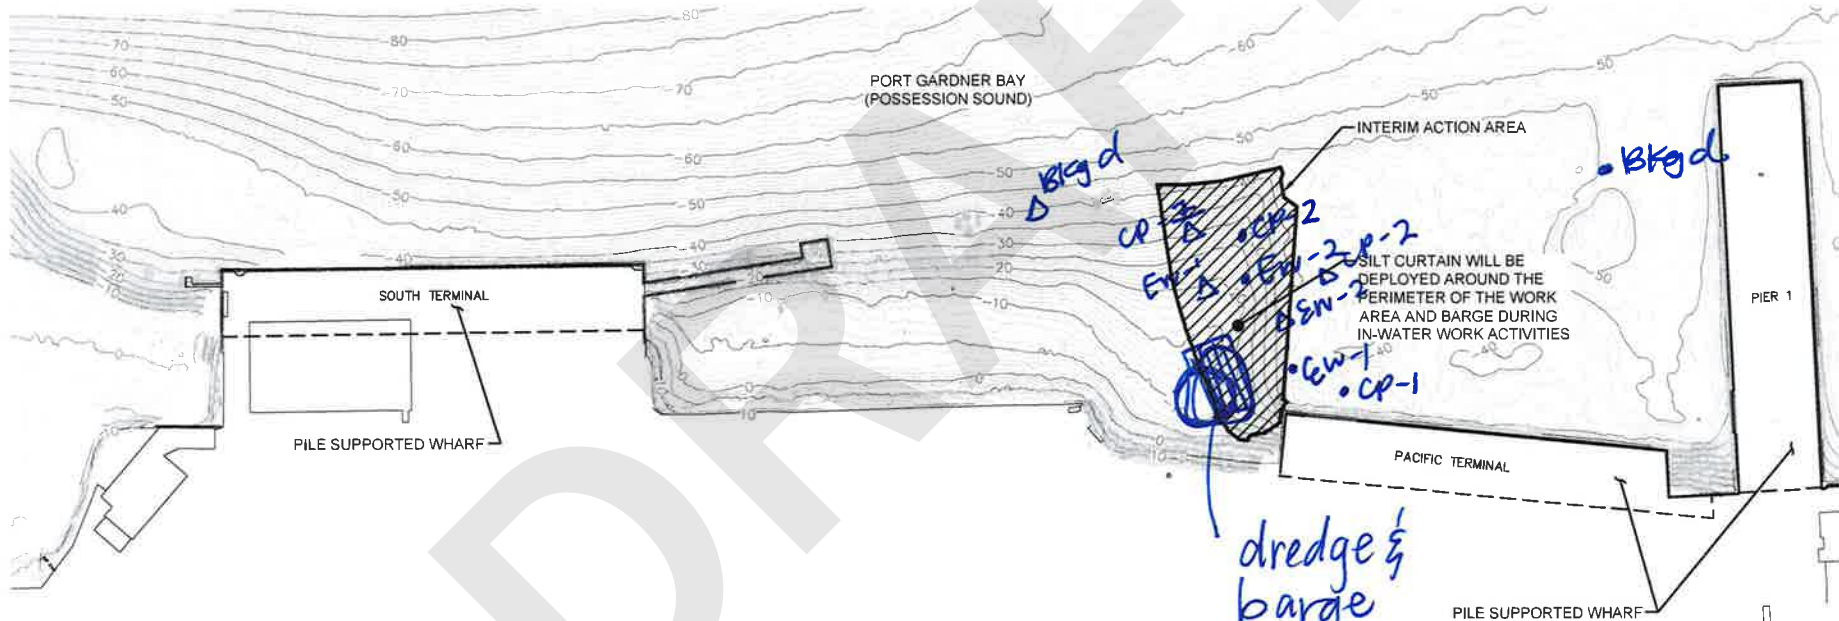 80
80
70
60
50
70
70
60
50
60
60
50
50
50
40
40
30
20
10
40
30
20
10
50
40
30
20
10
0
10
50
50
40
40
PORT GARDNER BAY
(POSSESSION SOUND)
INTERIM ACTION AREA
Bkgd
Bkgd
CP-2
CP-2
EW-1
EW-2
CP-2
EW-2
EW-1
CP-1
SILT CURTAIN WILL BE
DEPLOYED AROUND THE
PERIMETER OF THE WORK
AREA AND BARGE DURING
IN-WATER WORK ACTIVITIES
SOUTH TERMINAL
PIER 1
PILE SUPPORTED WHARF
PACIFIC TERMINAL
dredge &
barge
PILE SUPPORTED WHARF
DRAFT